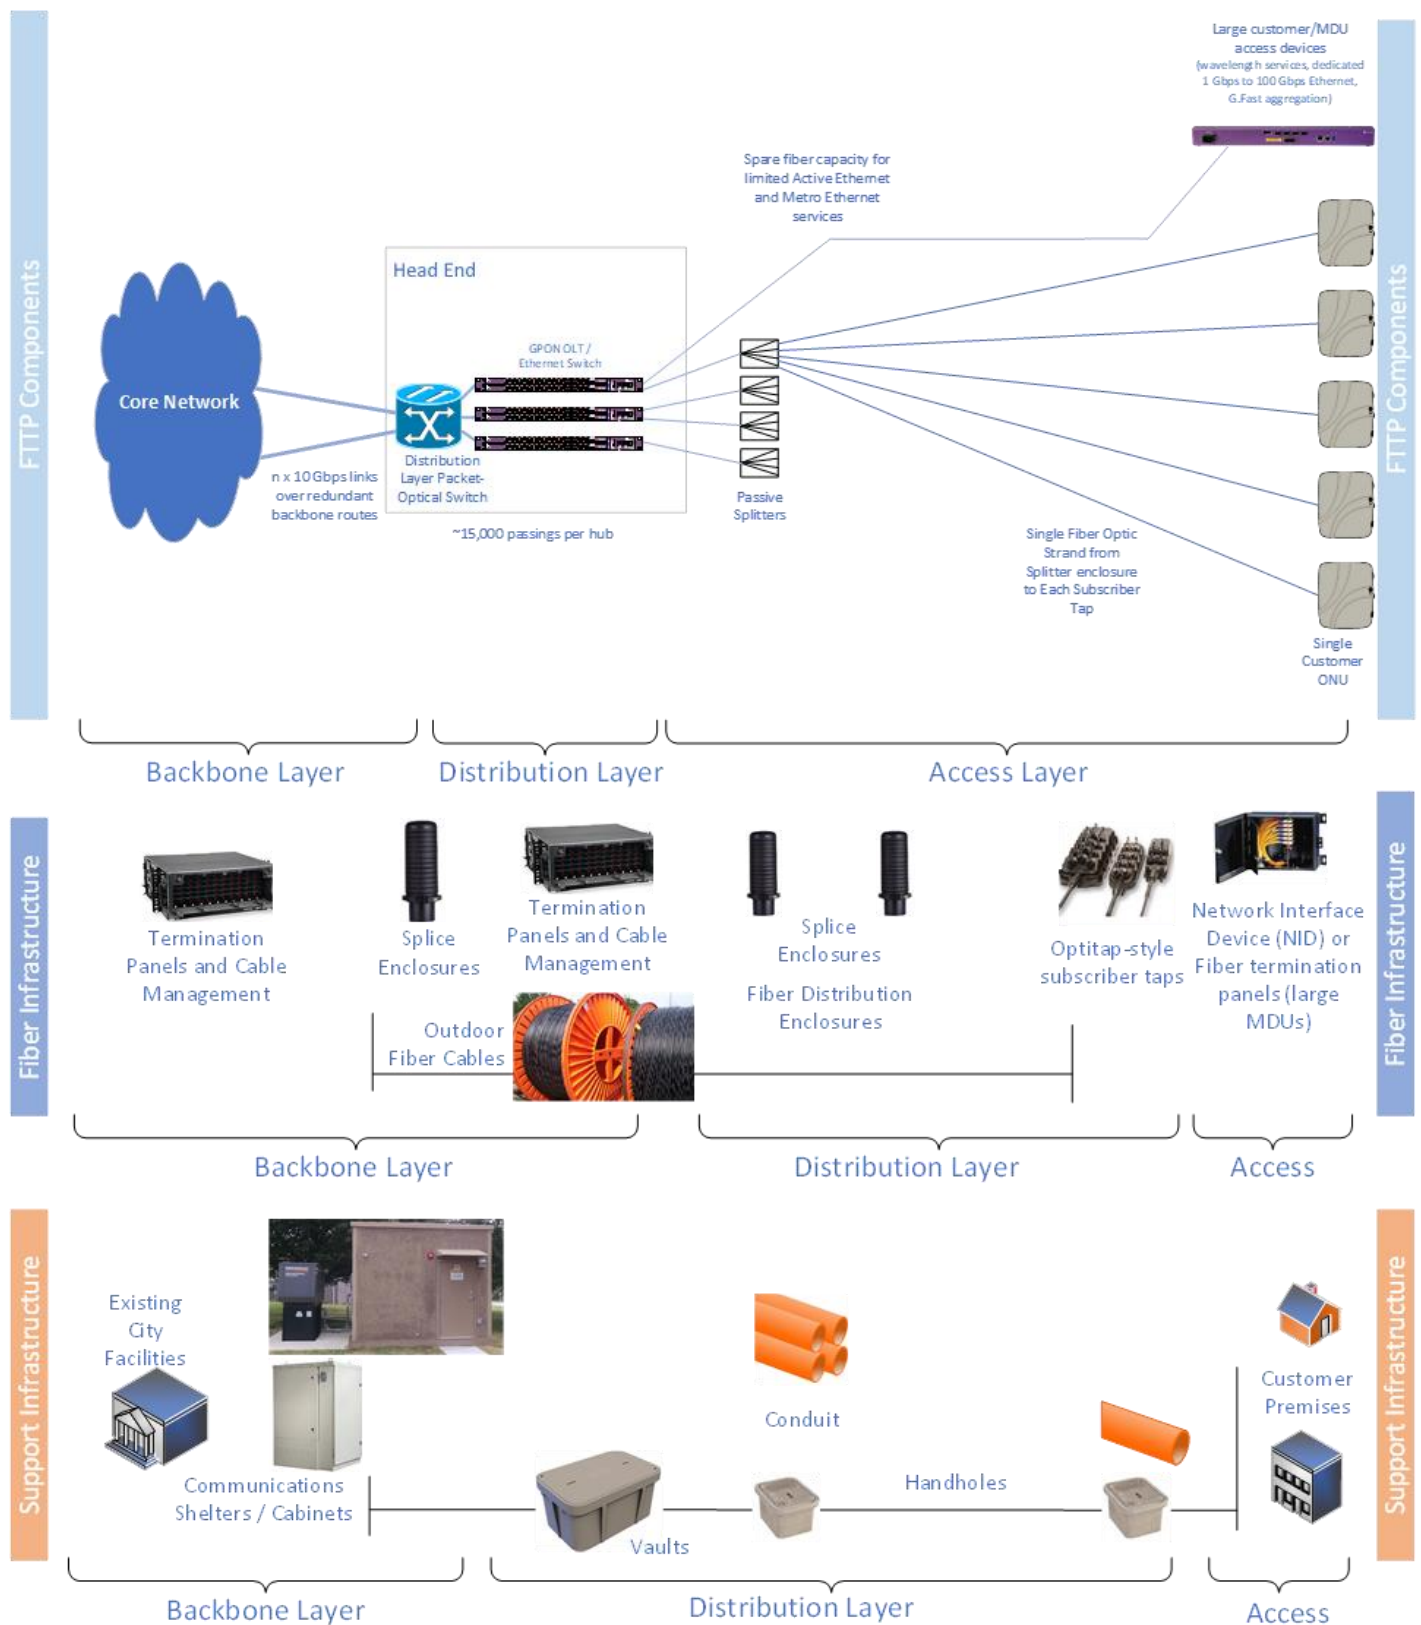 Large customer/MDU
access devices
(wavelength services, dedicated
1 Gbps to 100 Gbps Ethernet,
G.Fast aggregation)
Spare fiber capacity for
limited Active Ethernet
and Metro Ethernet
services
FTTP Components
FTTP Components
Head End
GPON OLT /
Ethernet Switch
Core Network
Distribution
Layer Packet-
Optical Switch
n x 10 Gbps links
over redundant
backbone routes
~15,000 passings per hub
Passive
Splitters
Single Fiber Optic
Strand from
Splitter enclosure
to Each Subscriber
Tap
Single
Customer
ONU
Backbone Layer
Distribution Layer
Access Layer
Fiber Infrastructure
Fiber Infrastructure
Termination
Panels and Cable
Management
Splice
Enclosures
Termination
Panels and Cable
Management
Splice
Enclosures
Fiber Distribution
Enclosures
Optitap-style
subscriber taps
Network Interface
Device (NID) or
Fiber termination
panels (large
MDUs)
Outdoor
Fiber Cables
Backbone Layer
Distribution Layer
Access
Support Infrastructure
Support Infrastructure
Existing
City
Facilities
Communications
Shelters / Cabinets
Conduit
Handholes
Vaults
Customer
Premises
Backbone Layer
Distribution Layer
Access